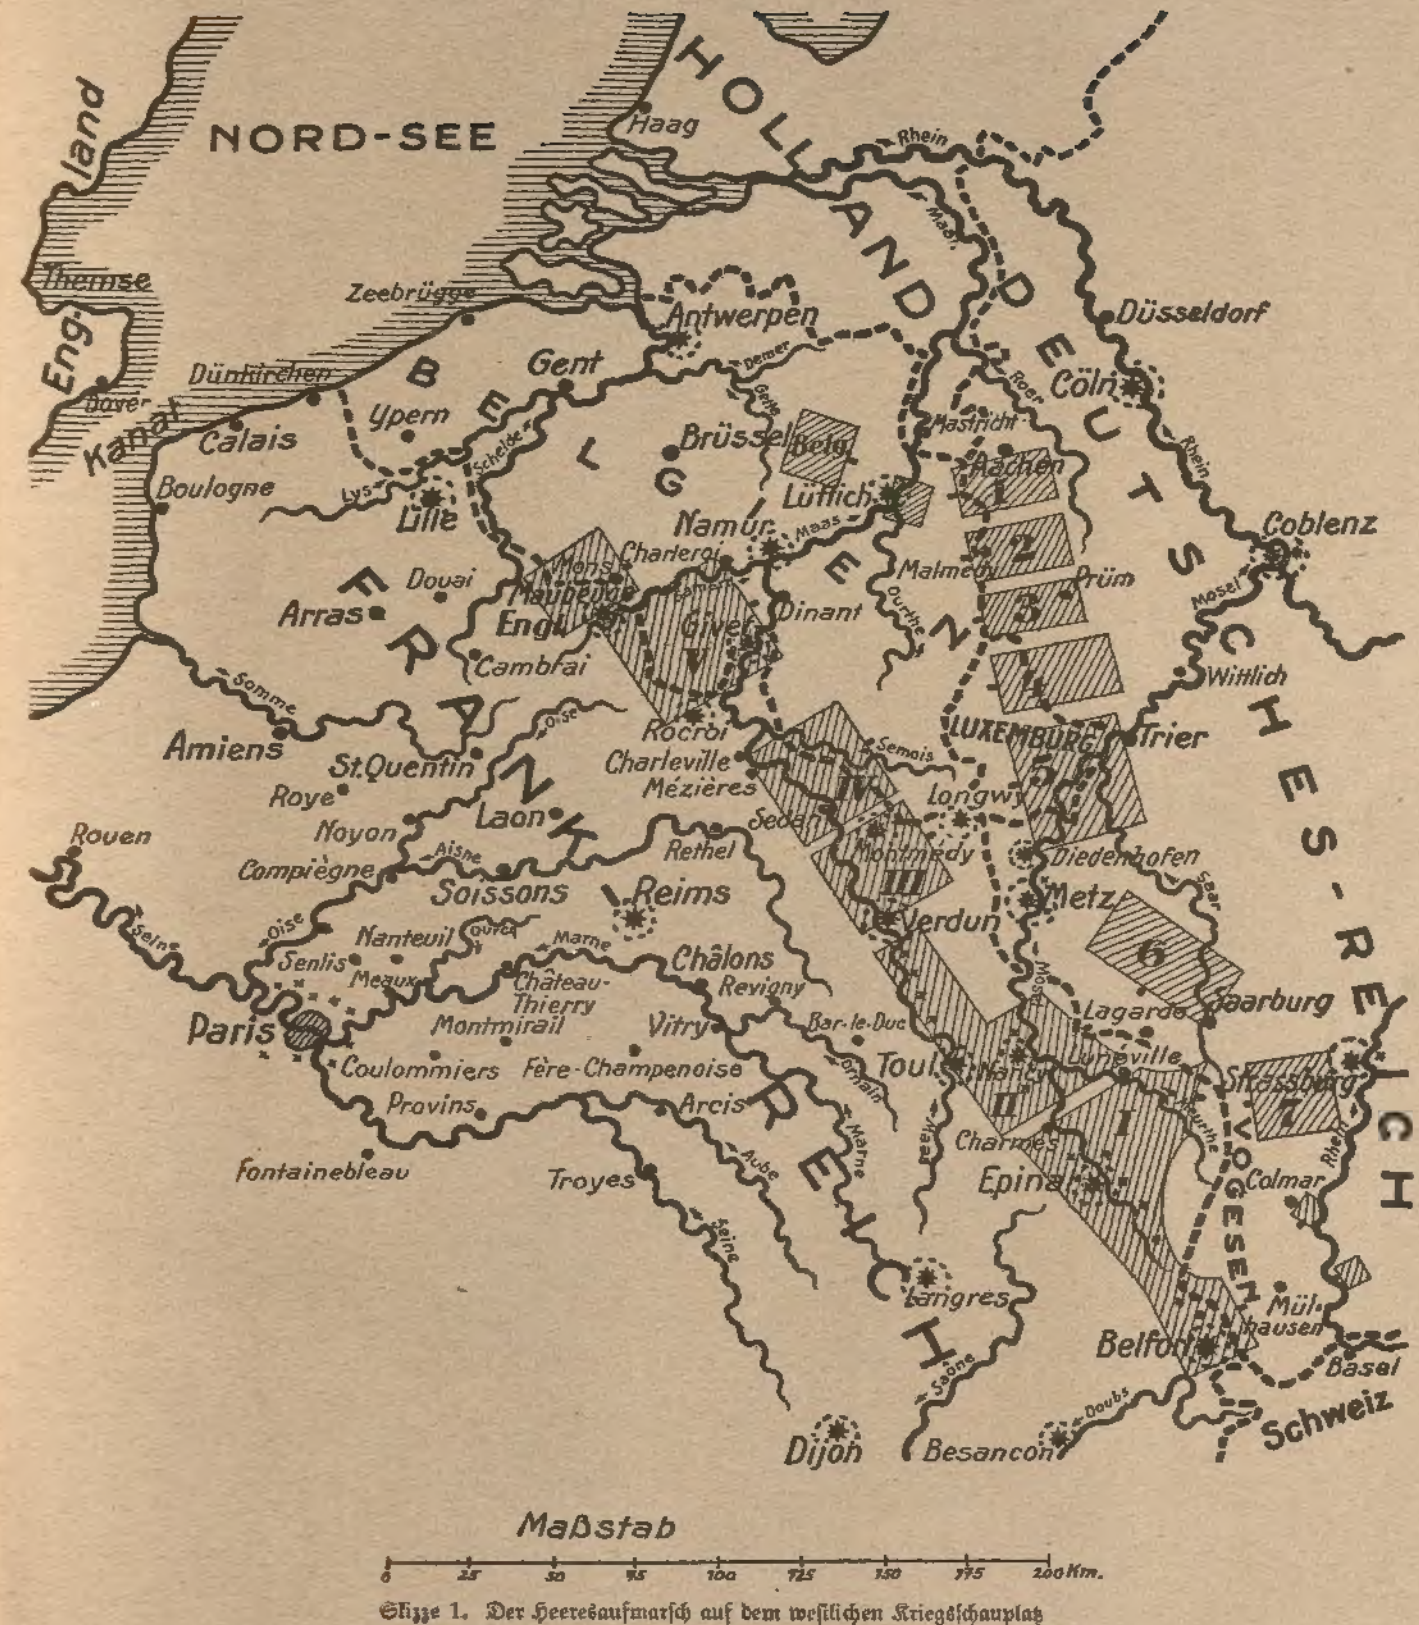 NORD-SEE
HOLLAND
Haag
Rhein
Maas
England
Themse
Zeebrügge
Antwerpen
DEUTSCHES-REICH
Düsseldorf
Dünkirchen
BELGIEN
Gent
Demer
Gette
Roer
Cöln
Dover
Kanal
Calais
Ypern
Schelde
Brüssel
Belg.
Mastricht
Aachen
Rhein
Boulogne
Lys
Lille
Lüttich
1
Namur
Maas
Coblenz
Mons
Charleroi
2
Malmedy
Prüm
FRANKREICH
Douai
Maubeuge
Arras
Engl.
Givet
Dinant
Ourthe
3
Mosel
V
Cambrai
4
Wittlich
Somme
Oise
Rocroi
LUXEMBURG
Trier
Amiens
St.Quentin
Charleville
Semois
5
Roye
Mézières
IV
Longwy
Noyon
Laon
Sedan
Rouen
Aisne
Rethel
Montmédy
Diedenhofen
Compiègne
Soissons
Reims
III
Verdun
Metz
Saar
Seine
Oise
Nanteuil
Ourcq
Marne
Châlons
6
Senlis
Meaux
Château-
Thierry
Revigny
Mosel
Lagarde
Saarburg
Paris
Montmirail
Vitry
Bar-le-Duc
Toul
Nancy
Lunéville
Strassburg
Coulommiers
Fère-Champenoise
Ornain
II
I
7
Provins
Arcis
Marne
Maas
Charmes
Meurthe
VOGESEN
Rhein
Fontainebleau
Troyes
Aube
Epinal
Colmar
Seine
Langres
Mül-
hausen
Belfort
Basel
Saône
Doubs
Schweiz
Dijon
Besancon
Maßstab
0 25 50 75 100 125 150 175 200 Km.
Skizze 1. Der Heeresaufmarsch auf dem westlichen Kriegsschauplatz